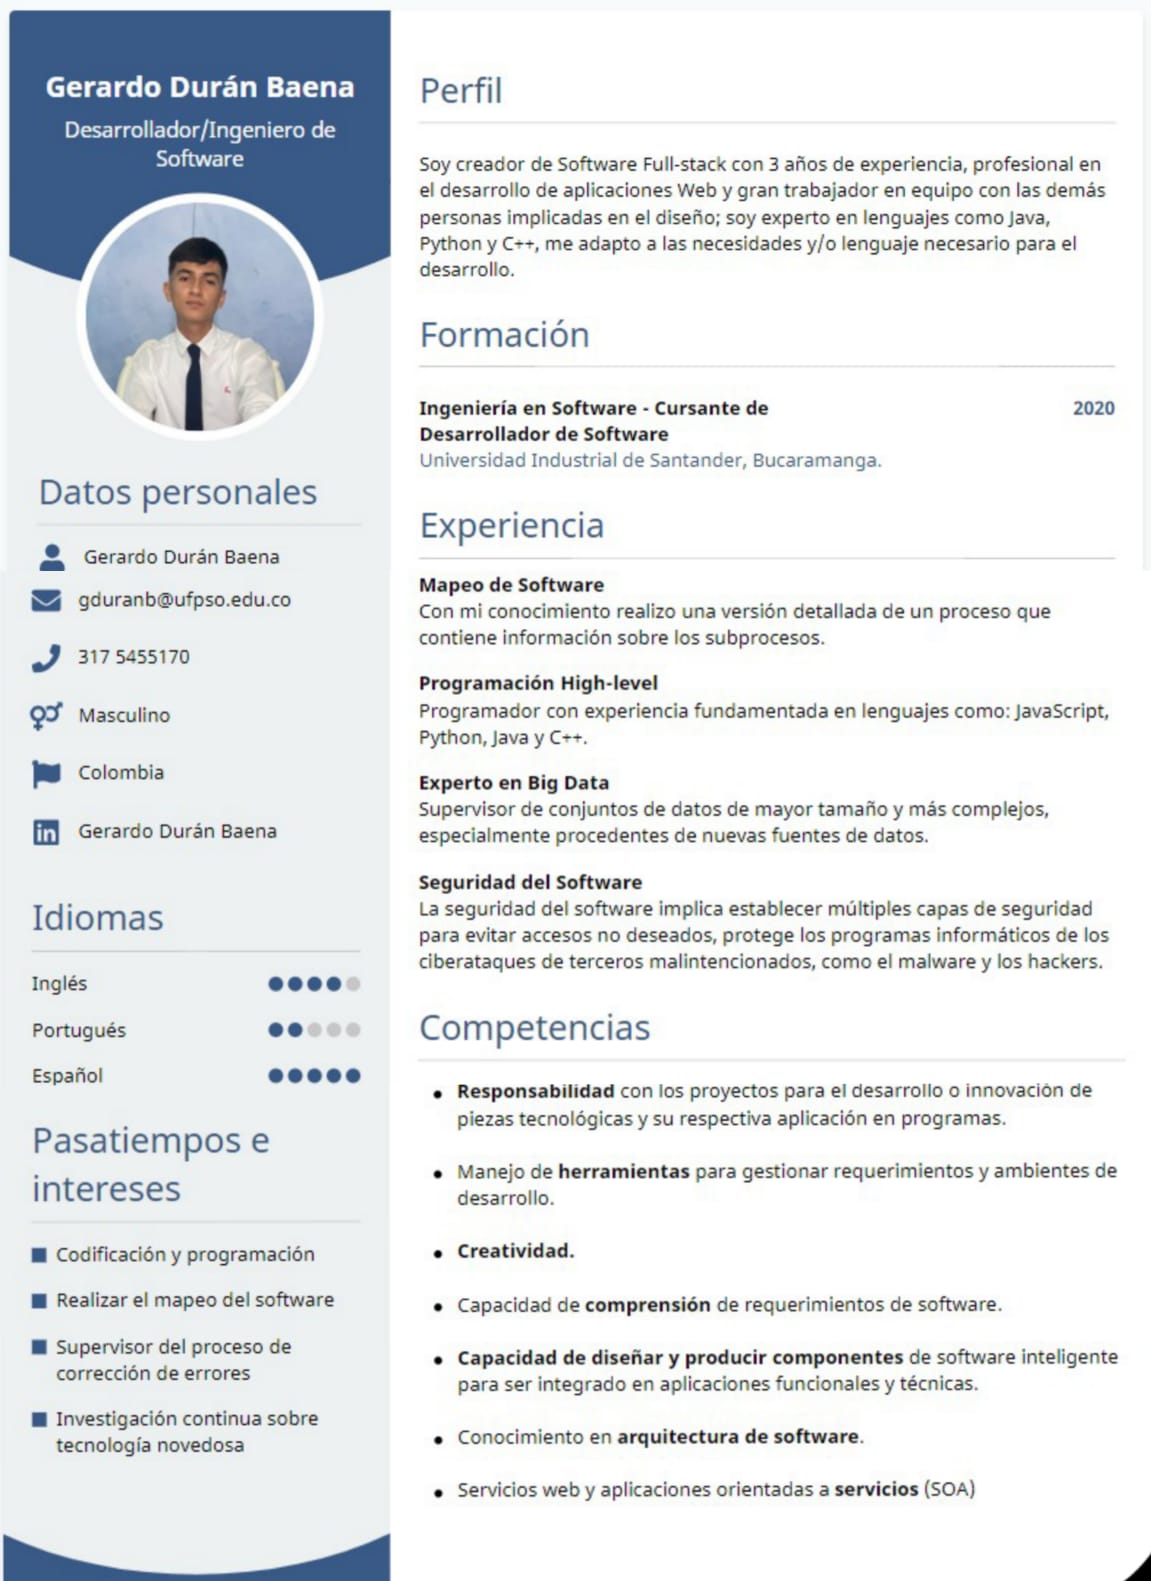 Gerardo Durán Baena
Desarrollador/Ingeniero de
Software
Datos personales
Gerardo Durán Baena
gduranb@ufpso.edu.co
317 5455170
Masculino
Colombia
in
Gerardo Durán Baena
Idiomas
Inglés
Portugués
Español
Pasatiempos e
intereses
Codificación y programación
Realizar el mapeo del software
Supervisor del proceso de
corrección de errores
Investigación continua sobre
tecnología novedosa
Perfil
Soy creador de Software Full-stack con 3 años de experiencia, profesional en
el desarrollo de aplicaciones Web y gran trabajador en equipo con las demás
personas implicadas en el diseño; soy experto en lenguajes como Java,
Python y C++, me adapto a las necesidades y/o lenguaje necesario para el
desarrollo.
Formación
Ingeniería en Software - Cursante de 2020
Desarrollador de Software
Universidad Industrial de Santander, Bucaramanga.
Experiencia
Mapeo de Software
Con mi conocimiento realizo una versión detallada de un proceso que
contiene información sobre los subprocesos.
Programación High-level
Programador con experiencia fundamentada en lenguajes como: JavaScript,
Python, Java y C++.
Experto en Big Data
Supervisor de conjuntos de datos de mayor tamaño y más complejos,
especialmente procedentes de nuevas fuentes de datos.
Seguridad del Software
La seguridad del software implica establecer múltiples capas de seguridad
para evitar accesos no deseados, protege los programas informáticos de los
ciberataques de terceros malintencionados, como el malware y los hackers.
Competencias
• Responsabilidad con los proyectos para el desarrollo o innovación de
piezas tecnológicas y su respectiva aplicación en programas.
• Manejo de herramientas para gestionar requerimientos y ambientes de
desarrollo.
• Creatividad.
• Capacidad de comprensión de requerimientos de software.
• Capacidad de diseñar y producir componentes de software inteligente
para ser integrado en aplicaciones funcionales y técnicas.
• Conocimiento en arquitectura de software.
• Servicios web y aplicaciones orientadas a servicios (SOA)